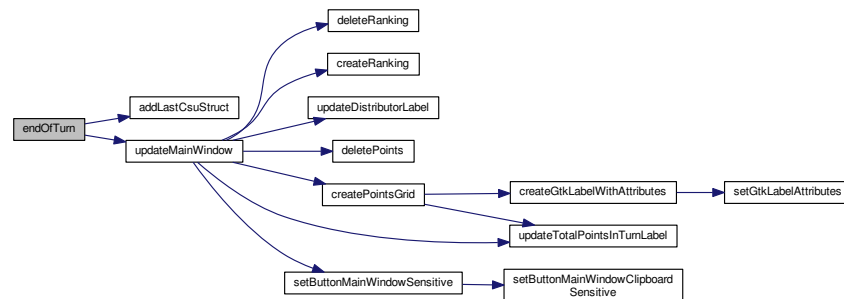 deleteRanking
createRanking
addLastCsuStruct
updateDistributorLabel
endOfTurn
updateMainWindow
deletePoints
createPointsGrid
createGtkLabelWithAttributes
setGtkLabelAttributes
updateTotalPointsInTurnLabel
setButtonMainWindowSensitive
setButtonMainWindowClipboard
Sensitive